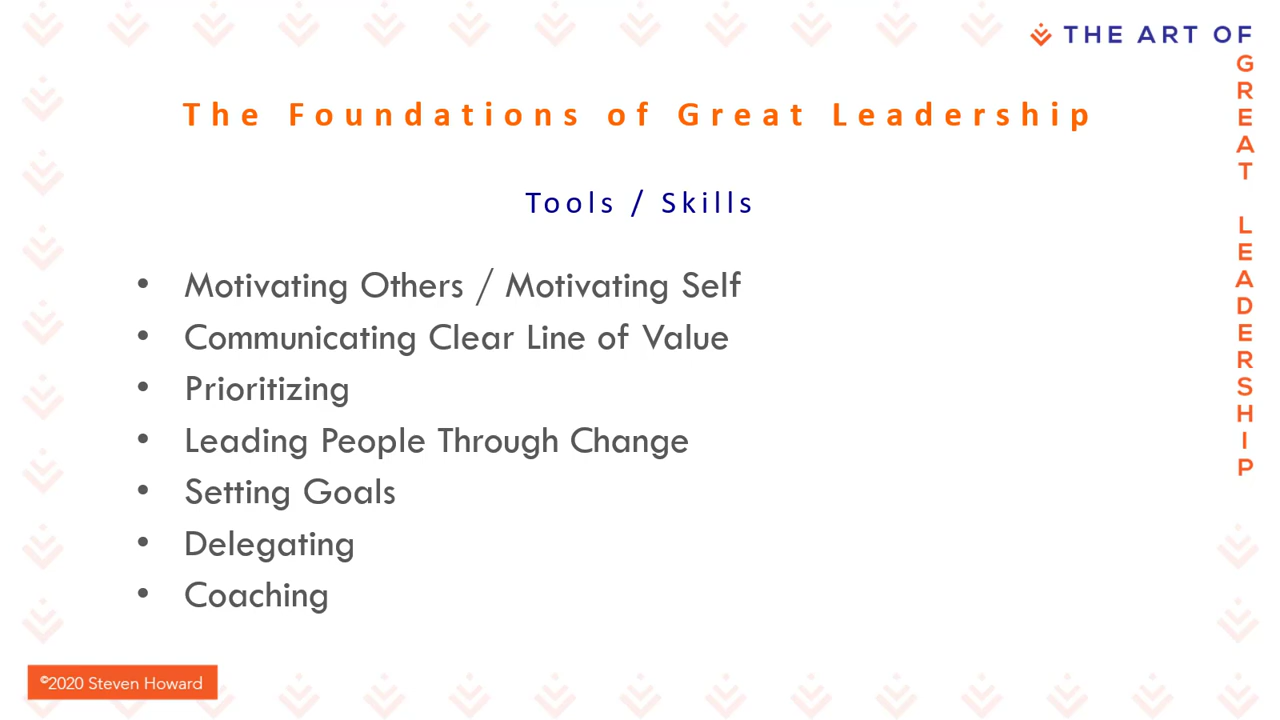 THE ART OF
GREAT LEADERSHIP
The Foundations of Great Leadership
Tools / Skills
• Motivating Others / Motivating Self
• Communicating Clear Line of Value
• Prioritizing
• Leading People Through Change
• Setting Goals
• Delegating
• Coaching
©2020 Steven Howard